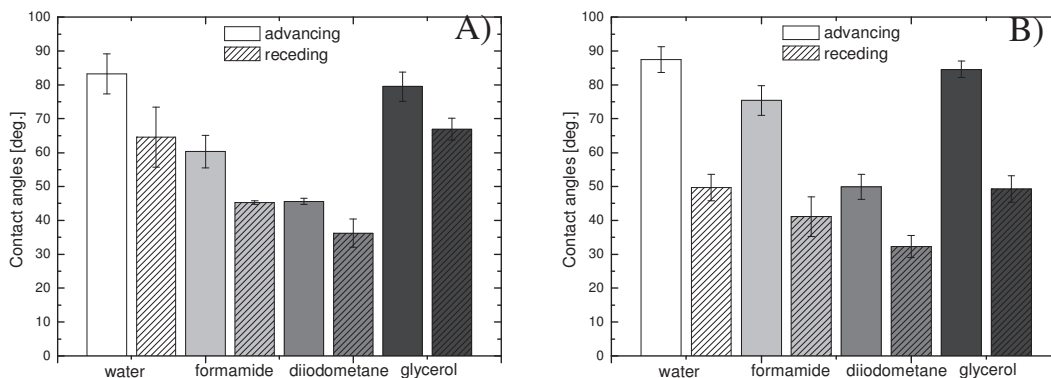 A)
advancing
receding
Contact angles [deg.]
100
90
80
70
60
50
40
30
20
10
0
water formamide diiodometane glycerol
B)
advancing
receding
Contact angles [deg.]
100
90
80
70
60
50
40
30
20
10
0
water formamide diiodometane glycerol